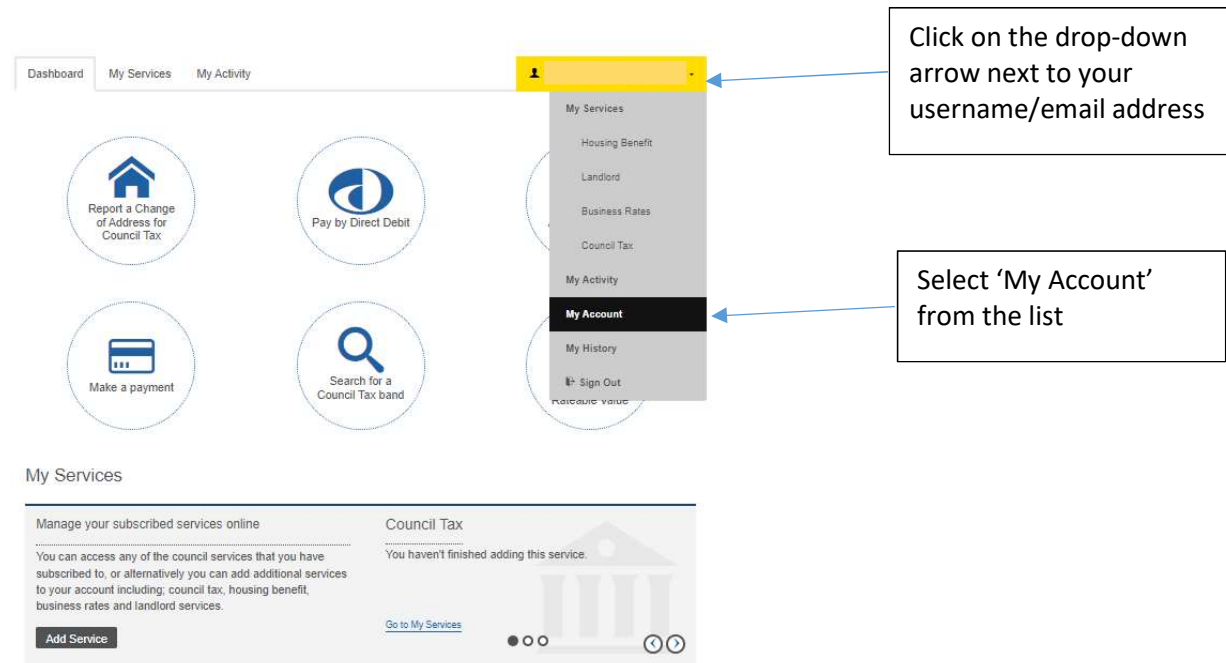 Click on the drop-down
arrow next to your
username/email address
Dashboard My Services My Activity
My Services
Housing Benefit
Landlord
Business Rates
Council Tax
My Activity
My Account
My History
Sign Out
Select ‘My Account’
from the list
Report a Change
of Address for
Council Tax
Pay by Direct Debit
Make a payment
Search for a
Council Tax band
Rateable Value
My Services
Manage your subscribed services online
You can access any of the council services that you have
subscribed to, or alternatively you can add additional services
to your account including; council tax, housing benefit,
business rates and landlord services.
Add Service
Council Tax
You haven't finished adding this service.
Go to My Services